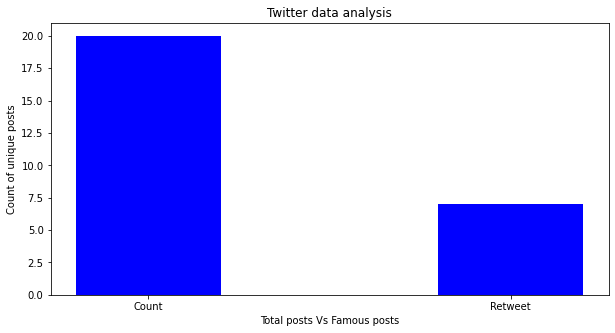 Twitter data analysis
20.0
17.5
15.0
12.5
10.0
7.5
5.0
2.5
0.0
Count of unique posts
Count
Retweet
Total posts Vs Famous posts